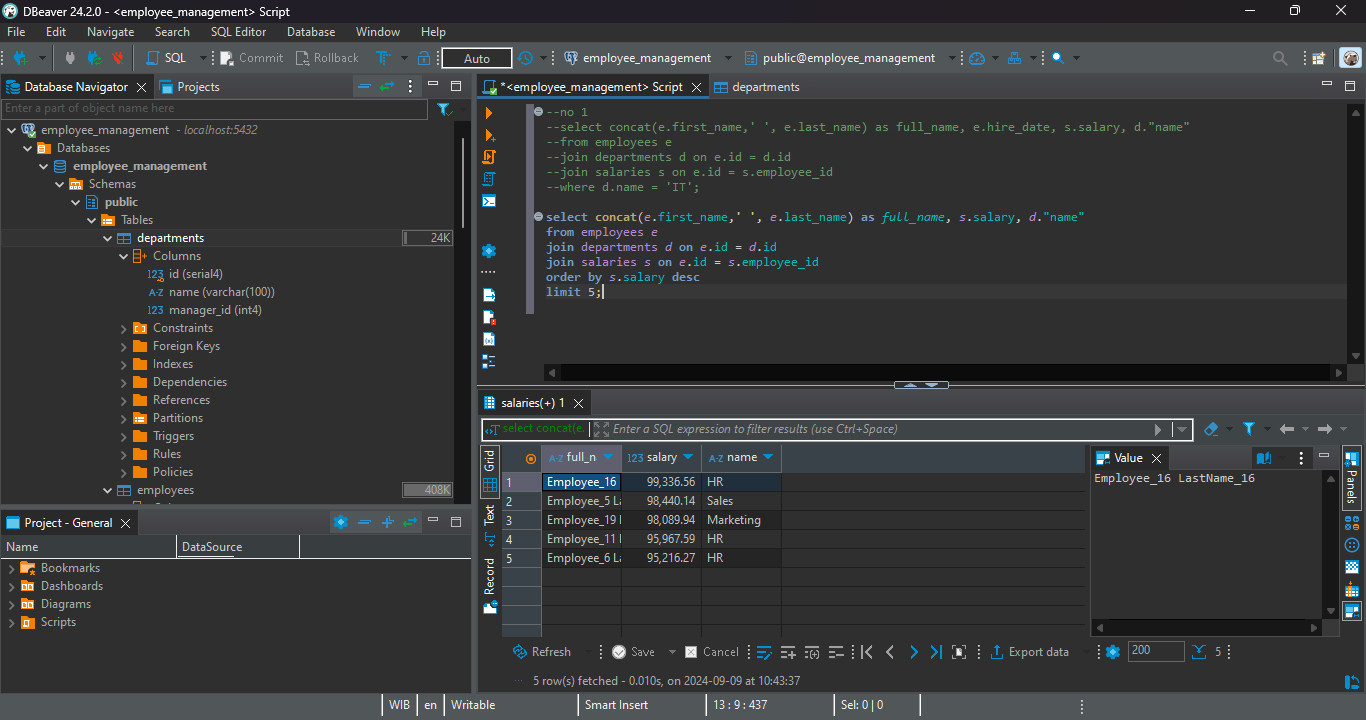 DBeaver 24.2.0 - <employee_management> Script
File Edit Navigate Search SQL Editor Database Window Help
SQL Commit Rollback Auto employee_management public@employee_management
Database Navigator Projects
Enter a part of object name here
employee_management - localhost:5432
Databases
employee_management
Schemas
public
Tables
departments 24K
Columns
123 id (serial4)
A-Z name (varchar(100))
123 manager_id (int4)
Constraints
Foreign Keys
Indexes
Dependencies
References
Partitions
Triggers
Rules
Policies
employees 408K
Project - General
Name DataSource
Bookmarks
Dashboards
Diagrams
Scripts
*<employee_management> Script departments
--no 1
--select concat(e.first_name,' ', e.last_name) as full_name, e.hire_date, s.salary, d."name"
--from employees e
--join departments d on e.id = d.id
--join salaries s on e.id = s.employee_id
--where d.name = 'IT';
select concat(e.first_name,' ', e.last_name) as full_name, s.salary, d."name"
from employees e
join departments d on e.id = d.id
join salaries s on e.id = s.employee_id
order by s.salary desc
limit 5;
salaries(+) 1
select concat(e. Enter a SQL expression to filter results (use Ctrl+Space)
Grid
Text
Record
A-Z full_n 123 salary A-Z name
1 Employee_16 99,336.56 HR
2 Employee_5 La 98,440.14 Sales
3 Employee_19 l 98,089.94 Marketing
4 Employee_11 l 95,967.59 HR
5 Employee_6 La 95,216.27 HR
Value
Employee_16 LastName_16
Panels
Refresh Save Cancel Export data 200 5
5 row(s) fetched - 0.010s, on 2024-09-09 at 10:43:37
WIB en Writable Smart Insert 13 : 9 : 437 Sel: 0 | 0